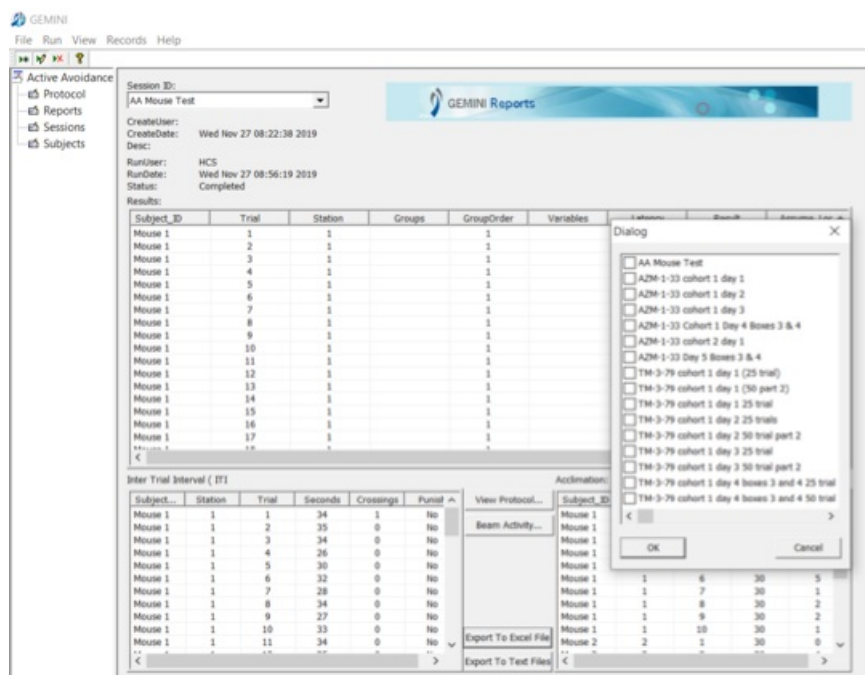 GEMINI
File Run View Records Help
Active Avoidance
Protocol
Reports
Sessions
Subjects
Session ID:
AA Mouse Test
GEMINI Reports
CreateUser:
CreateDate: Wed Nov 27 08:22:38 2019
Desc:
RunUser: HCS
RunDate: Wed Nov 27 08:56:19 2019
Status: Completed
Results:
Subject_ID Trial Station Groups GroupOrder Variables Latency Result
Mouse 1 1 1 1
Mouse 1 2 1 1
Mouse 1 3 1 1
Mouse 1 4 1 1
Mouse 1 5 1 1
Mouse 1 6 1 1
Mouse 1 7 1 1
Mouse 1 8 1 1
Mouse 1 9 1 1
Mouse 1 10 1 1
Mouse 1 11 1 1
Mouse 1 12 1 1
Mouse 1 13 1 1
Mouse 1 14 1 1
Mouse 1 15 1 1
Mouse 1 16 1 1
Mouse 1 17 1 1
Dialog
AA Mouse Test
AZM-1-33 cohort 1 day 1
AZM-1-33 cohort 1 day 2
AZM-1-33 cohort 1 day 3
AZM-1-33 Cohort 1 Day 4 Boxes 3 & 4
AZM-1-33 cohort 2 day 1
AZM-1-33 Day 5 Boxes 3 & 4
TM-3-79 cohort 1 day 1 (25 trial)
TM-3-79 cohort 1 day 1 (50 part 2)
TM-3-79 cohort 1 day 1 25 trial
TM-3-79 cohort 1 day 2 25 trials
TM-3-79 cohort 1 day 2 50 trial part 2
TM-3-79 cohort 1 day 3 25 trial
TM-3-79 cohort 1 day 3 50 trial part 2
TM-3-79 cohort 1 day 4 boxes 3 and 4 25 trial
TM-3-79 cohort 1 day 4 boxes 3 and 4 50 trial
OK Cancel
Inter Trial Interval ( ITI
Subject... Station Trial Seconds Crossings Punish
Mouse 1 1 1 34 1 No
Mouse 1 1 2 35 0 No
Mouse 1 1 3 34 0 No
Mouse 1 1 4 26 0 No
Mouse 1 1 5 30 0 No
Mouse 1 1 6 32 0 No
Mouse 1 1 7 28 0 No
Mouse 1 1 8 34 0 No
Mouse 1 1 9 27 0 No
Mouse 1 1 10 33 0 No
Mouse 1 1 11 34 0 No
View Protocol...
Beam Activity...
Export To Excel File
Export To Text Files
Acclimation:
Subject_ID
Mouse 1
Mouse 1
Mouse 1
Mouse 1
Mouse 1
Mouse 1 1 6 30 5
Mouse 1 1 7 30 1
Mouse 1 1 8 30 2
Mouse 1 1 9 30 2
Mouse 1 1 10 30 1
Mouse 2 2 1 30 0